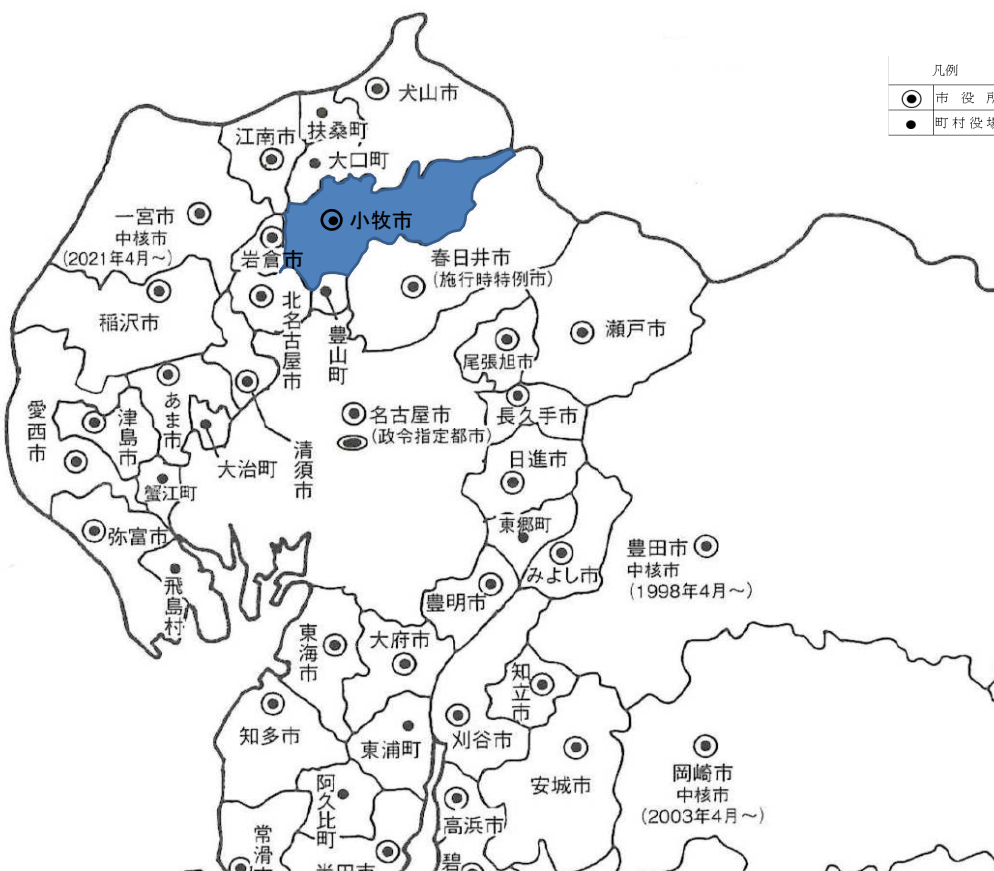 凡例
市役所
町村役場
犬山市
扶桑町
江南市
大口町
一宮市
中核市
(2021年4月~)
小牧市
岩倉市
春日井市
(施行時特例市)
稲沢市
北名古屋市
豊山町
瀬戸市
尾張旭市
あま市
愛西市
津島市
名古屋市
(政令指定都市)
長久手市
清須市
大治町
日進市
蟹江町
東郷町
弥富市
みよし市
豊田市
中核市
(1998年4月~)
飛島村
豊明市
東海市
大府市
知立市
知多市
東浦町
刈谷市
岡崎市
中核市
(2003年4月~)
安城市
阿久比町
高浜市
常滑
碧